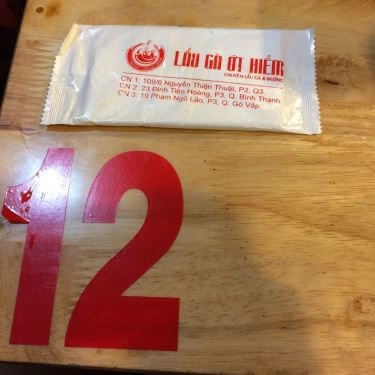 LẨU GÀ ỚT HIỂM
CHUYÊN LẨU GÀ & NƯỚNG
CN 1: 109/6 Nguyễn Thiện Thuật, P2, Q3.
CN 2: 23 Đinh Tiên Hoàng, P3, Q. Bình Thạnh.
CN 3: 19 Phạm Ngũ Lão, P3, Q. Gò Vấp.
12